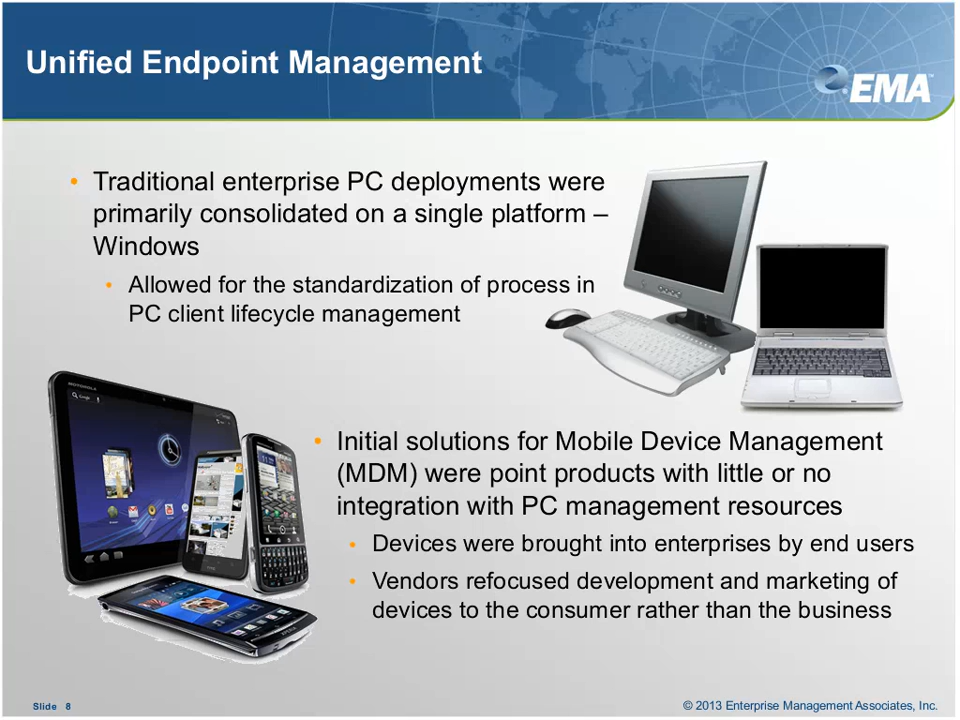 Unified Endpoint Management
EMA
• Traditional enterprise PC deployments were
primarily consolidated on a single platform –
Windows
• Allowed for the standardization of process in
PC client lifecycle management
MOTOROLA
Google
• Initial solutions for Mobile Device Management
(MDM) were point products with little or no
integration with PC management resources
• Devices were brought into enterprises by end users
• Vendors refocused development and marketing of
devices to the consumer rather than the business
XPERIA
Slide 8
© 2013 Enterprise Management Associates, Inc.